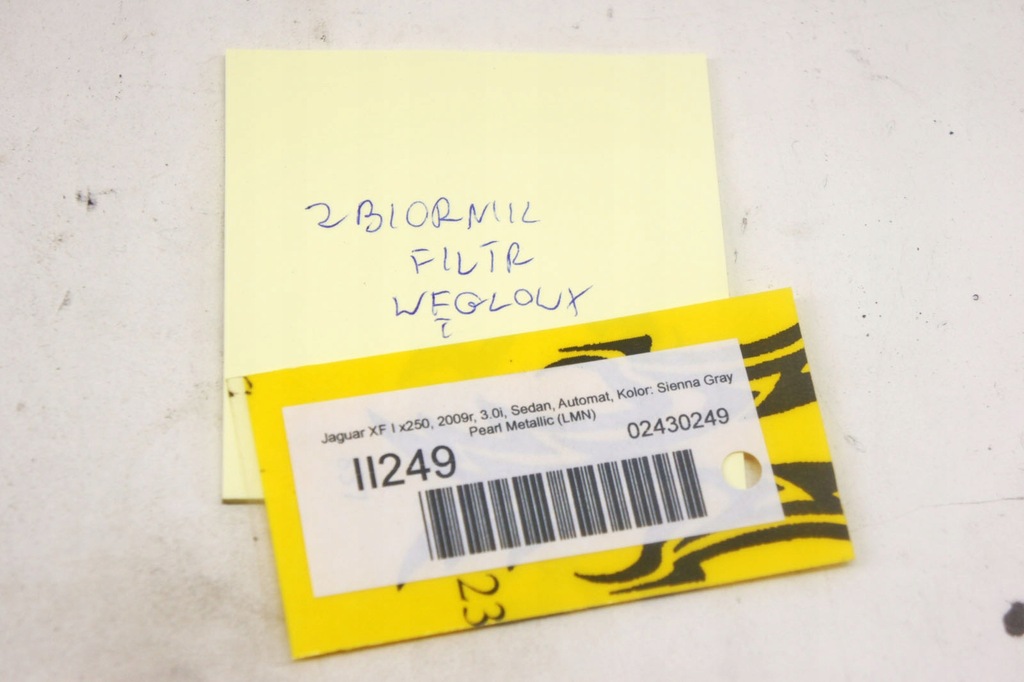 ZBIORNIK
FILTR
WĘGLOWY
Jaguar XF I x250, 2009r, 3.0i, Sedan, Automat, Kolor: Sienna Gray
Pearl Metallic (LMN)
II249
02430249
23